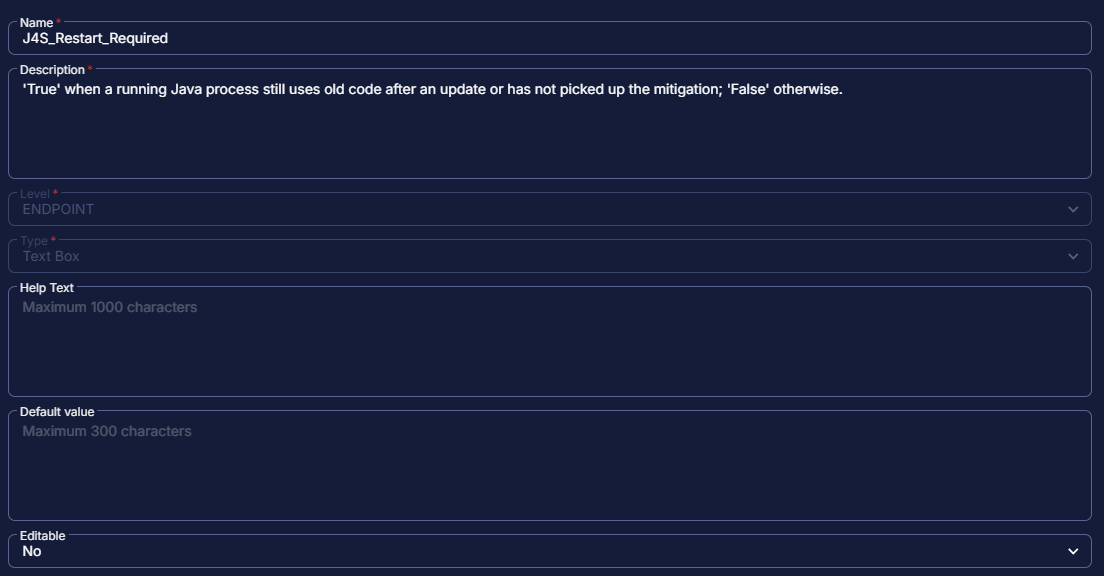 Name *
J4S_Restart_Required
Description *
'True' when a running Java process still uses old code after an update or has not picked up the mitigation; 'False' otherwise.
Level *
ENDPOINT
Type *
Text Box
Help Text
Maximum 1000 characters
Default value
Maximum 300 characters
Editable
No